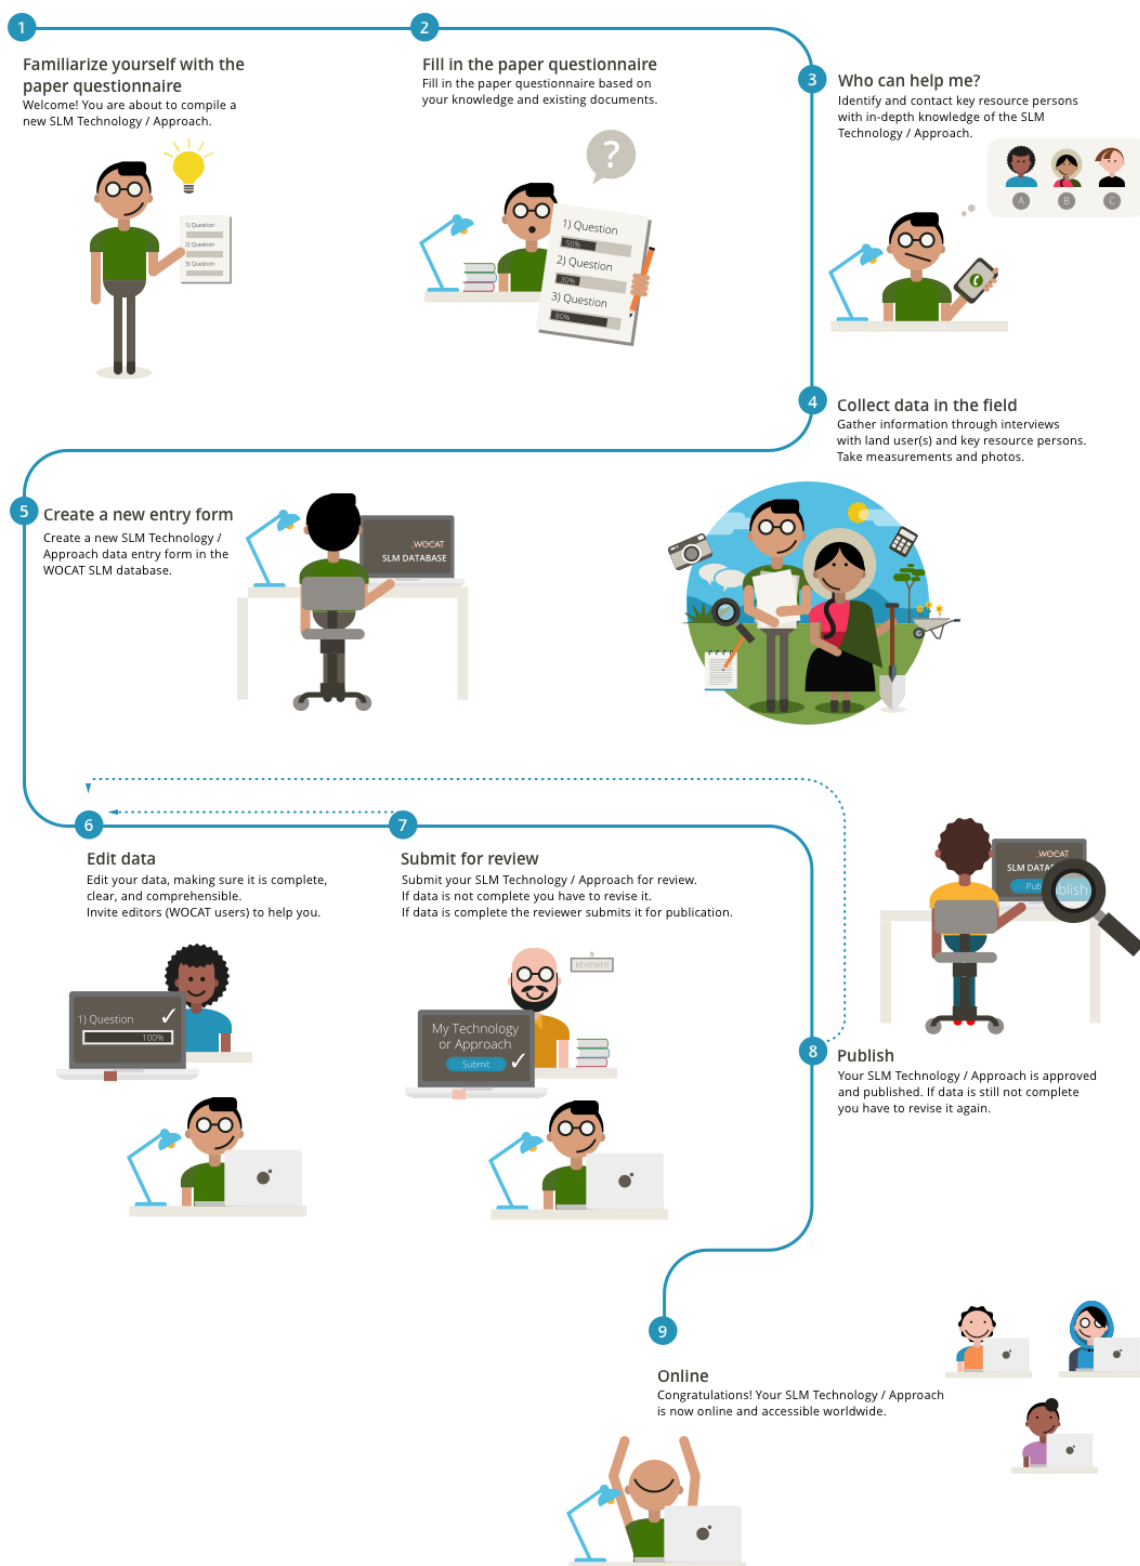 1
Familiarize yourself with the
paper questionnaire
Welcome! You are about to compile a
new SLM Technology / Approach.
1) Question
2) Question
3) Question
2
Fill in the paper questionnaire
Fill in the paper questionnaire based on
your knowledge and existing documents.
?
1) Question
50%
2) Question
30%
3) Question
80%
3
Who can help me?
Identify and contact key resource persons
with in-depth knowledge of the SLM
Technology / Approach.
A
B
C
4
Collect data in the field
Gather information through interviews
with land user(s) and key resource persons.
Take measurements and photos.
5
Create a new entry form
Create a new SLM Technology /
Approach data entry form in the
WOCAT SLM database.
WOCAT
SLM DATABASE
6
Edit data
Edit your data, making sure it is complete,
clear, and comprehensible.
Invite editors (WOCAT users) to help you.
1) Question
100%
7
Submit for review
Submit your SLM Technology / Approach for review.
If data is not complete you have to revise it.
If data is complete the reviewer submits it for publication.
REVIEWER
My Technology
or Approach
Submit
WOCAT
SLM DATA
Pub
blish
8
Publish
Your SLM Technology / Approach is approved
and published. If data is still not complete
you have to revise it again.
9
Online
Congratulations! Your SLM Technology / Approach
is now online and accessible worldwide.